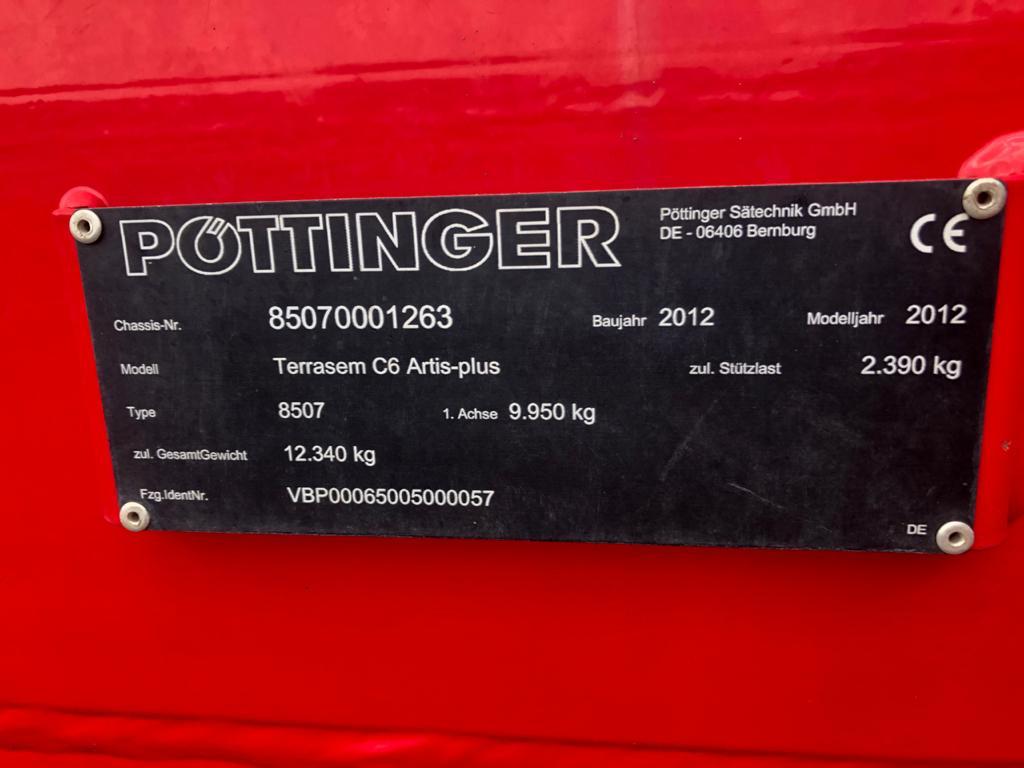 PÖTTINGER
Pöttinger Sätechnik GmbH
DE - 06406 Bernburg
CE
Chassis-Nr. 85070001263 Baujahr 2012 Modelljahr 2012
Modell Terrasem C6 Artis-plus zul. Stützlast 2.390 kg
Type 8507 1. Achse 9.950 kg
zul. GesamtGewicht 12.340 kg
Fzg.IdentNr. VBP00065005000057
DE